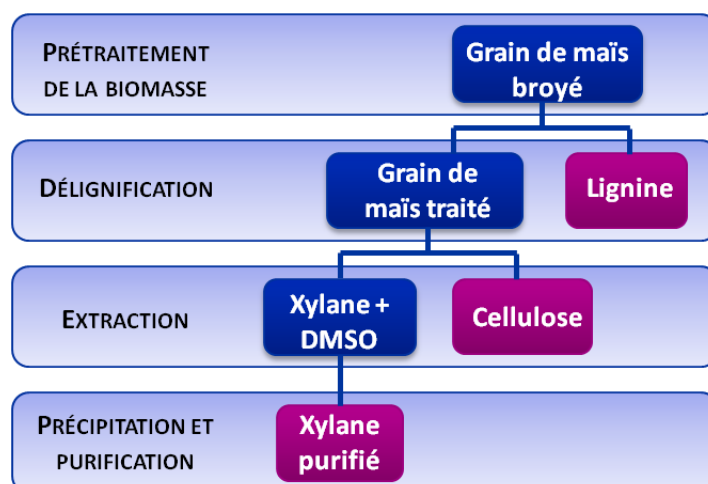 PRÉTRAITEMENT
DE LA BIOMASSE
Grain de maïs
broyé
DÉLIGNIFICATION
Grain de
maïs traité
Lignine
EXTRACTION
Xylane +
DMSO
Cellulose
PRÉCIPITATION ET
PURIFICATION
Xylane
purifié